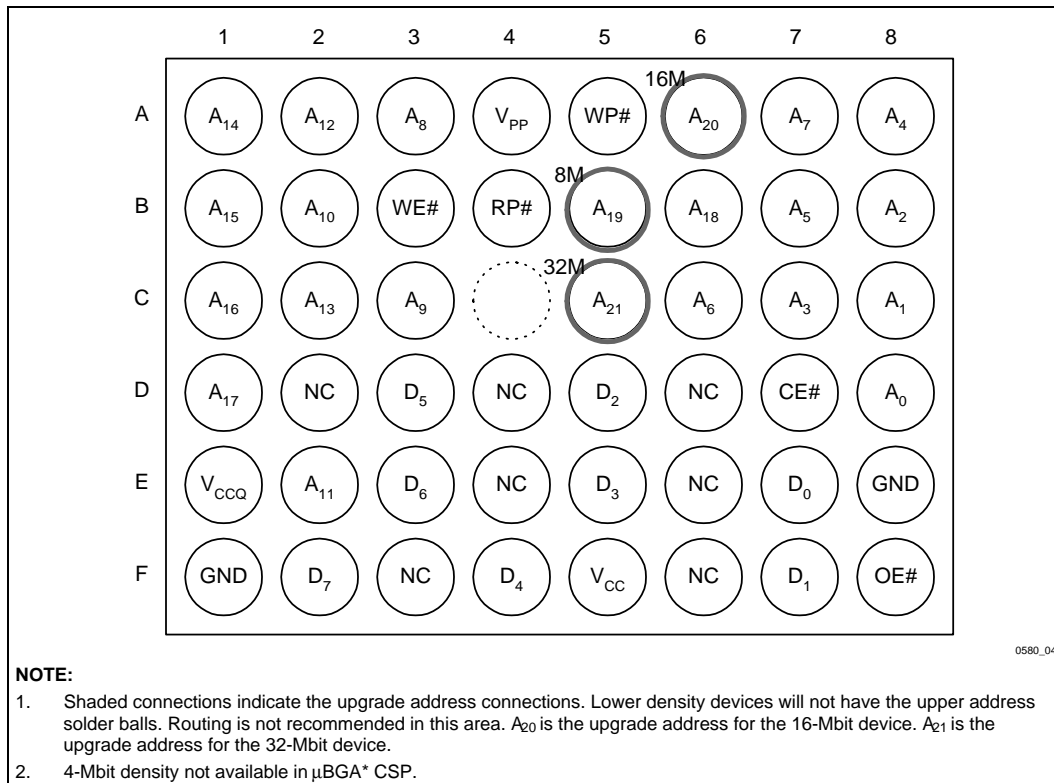 1 2 3 4 5 6 7 8
16M
A A₁₄ A₁₂ A₈ V_PP WP# A₂₀ A₇ A₄
8M
B A₁₅ A₁₀ WE# RP# A₁₉ A₁₈ A₅ A₂
32M
C A₁₆ A₁₃ A₉ A₂₁ A₆ A₃ A₁
D A₁₇ NC D₅ NC D₂ NC CE# A₀
E V_CCQ A₁₁ D₆ NC D₃ NC D₀ GND
F GND D₇ NC D₄ V_CC NC D₁ OE#
0580_04
NOTE:
1. Shaded connections indicate the upgrade address connections. Lower density devices will not have the upper address
solder balls. Routing is not recommended in this area. A₂₀ is the upgrade address for the 16-Mbit device. A₂₁ is the
upgrade address for the 32-Mbit device.
2. 4-Mbit density not available in µBGA* CSP.